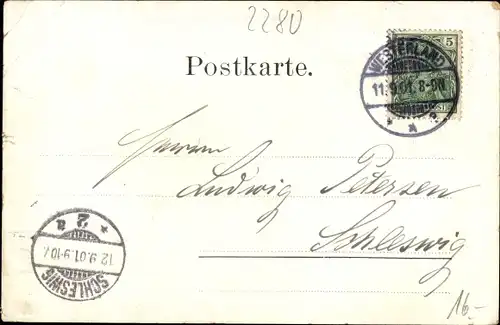 2280
5
WESTERLAND
11.9.01. 8-9N
Postkarte.
Herrn
Ludwig Petersen
Schleswig
* 2 a
12.9.01.9-10V.
SCHLESWIG
16-